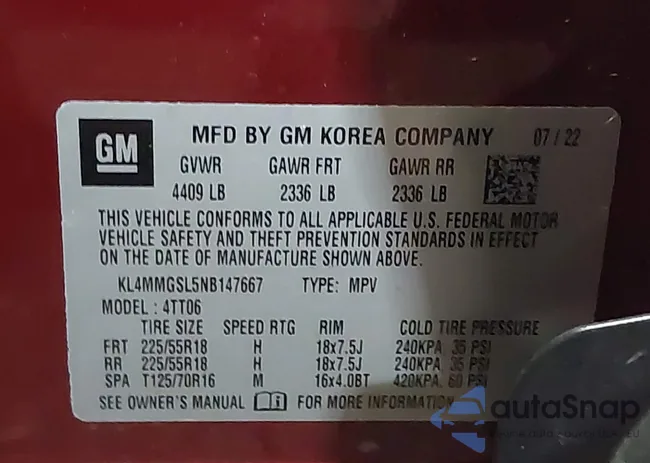 GM
MFD BY GM KOREA COMPANY 07 / 22
GVWR GAWR FRT GAWR RR
4409 LB 2336 LB 2336 LB
THIS VEHICLE CONFORMS TO ALL APPLICABLE U.S. FEDERAL MOTOR
VEHICLE SAFETY AND THEFT PREVENTION STANDARDS IN EFFECT
ON THE DATE OF MANUFACTURE SHOWN ABOVE.
KL4MMGSL5NB147667 TYPE: MPV
MODEL : 4TT06
TIRE SIZE SPEED RTG RIM COLD TIRE PRESSURE
FRT 225/55R18 H 18x7.5J 240KPA, 35 PSI
RR 225/55R18 H 18x7.5J 240KPA, 35 PSI
SPA T125/70R16 M 16x4.0BT 420KPA, 60 PSI
SEE OWNER'S MANUAL FOR MORE INFORMATION
autaSnap